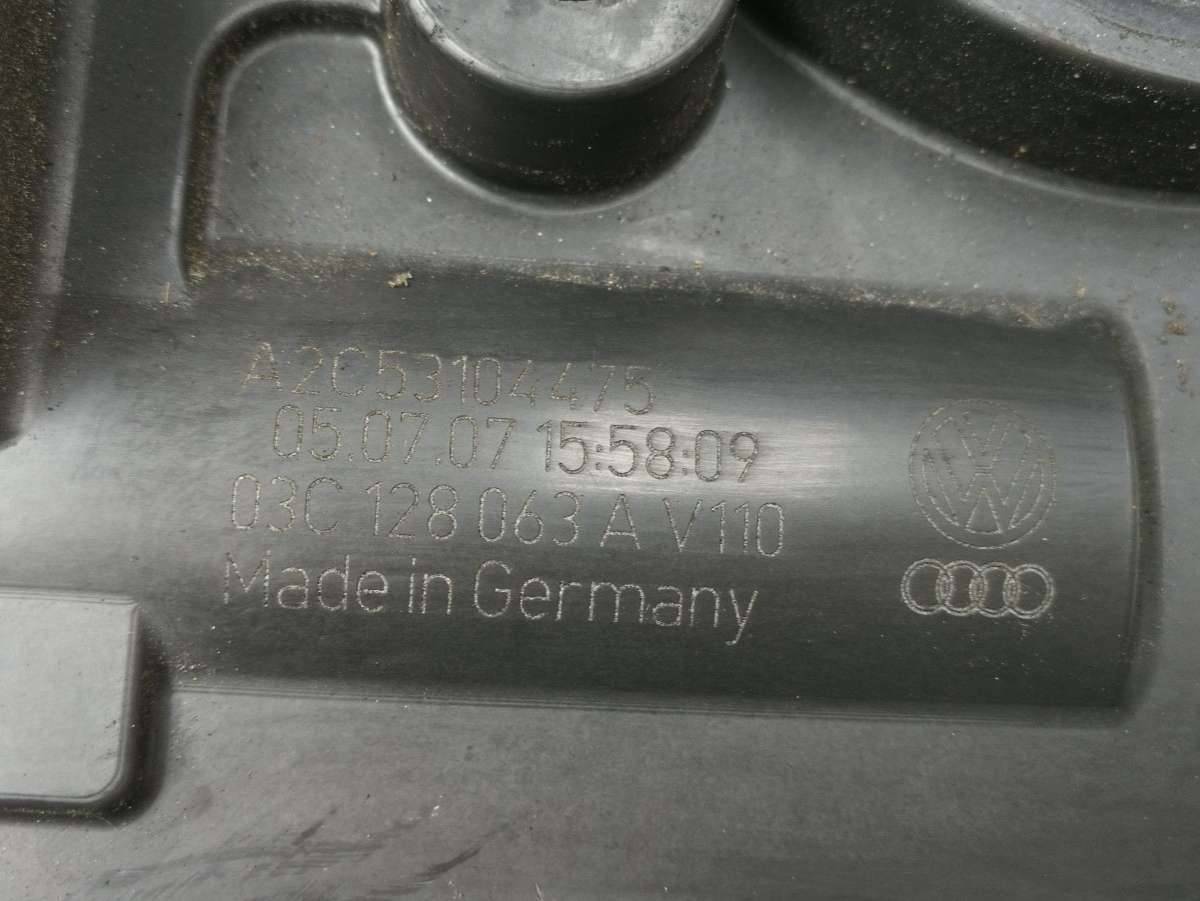 A2C53104475
05.07.07 15:58:09
03C 128 063 A V110
Made in Germany